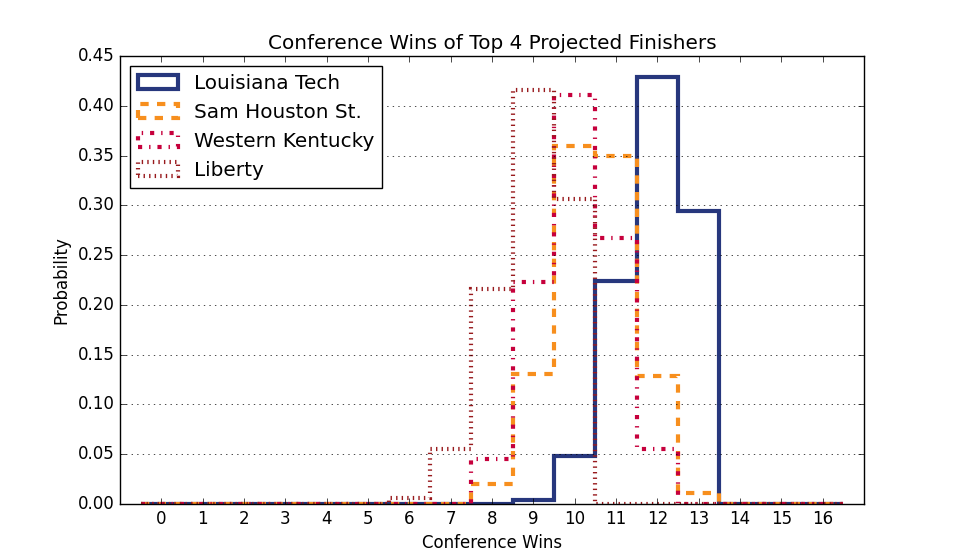 Conference Wins of Top 4 Projected Finishers
Louisiana Tech
Sam Houston St.
Western Kentucky
Liberty
Probability
0.45
0.40
0.35
0.30
0.25
0.20
0.15
0.10
0.05
0.00
0 1 2 3 4 5 6 7 8 9 10 11 12 13 14 15 16
Conference Wins